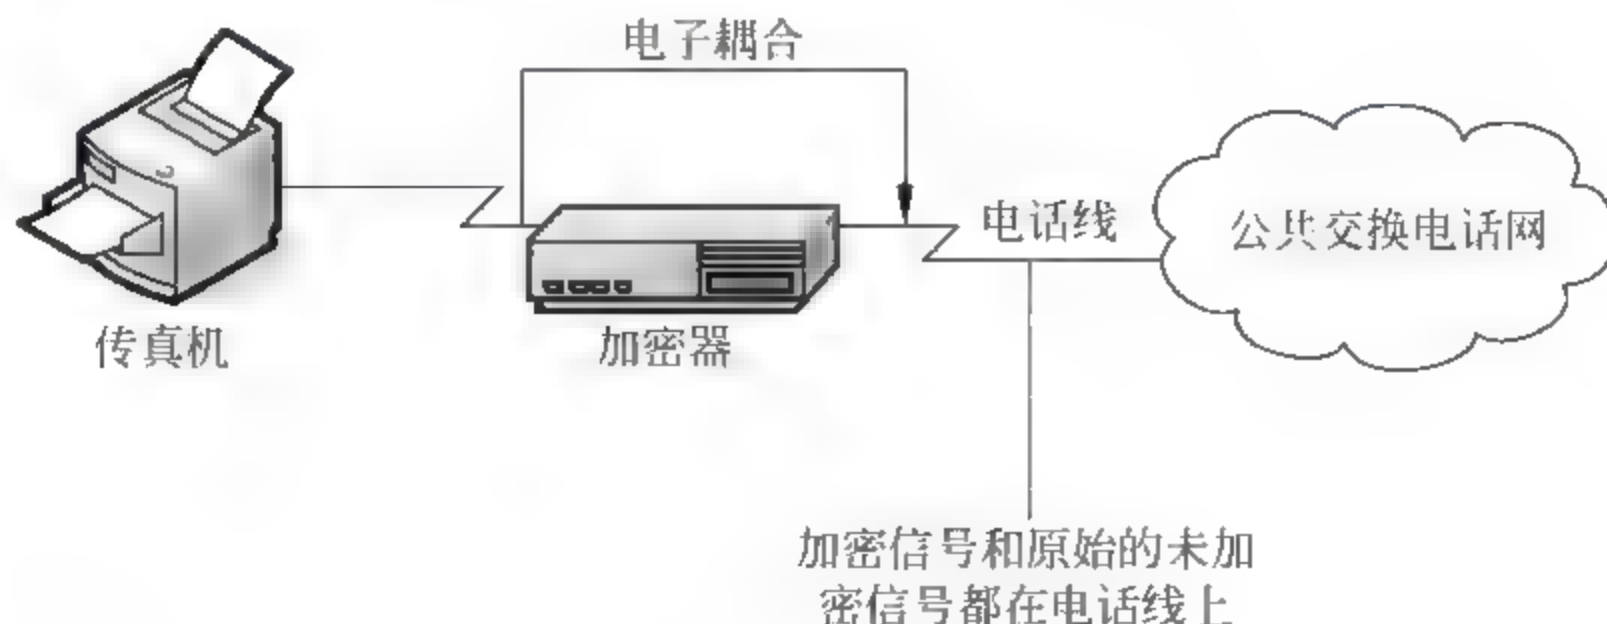 电子耦合
电话线
公共交换电话网
传真机
加密器
加密信号和原始的未加
密信号都在电话线上